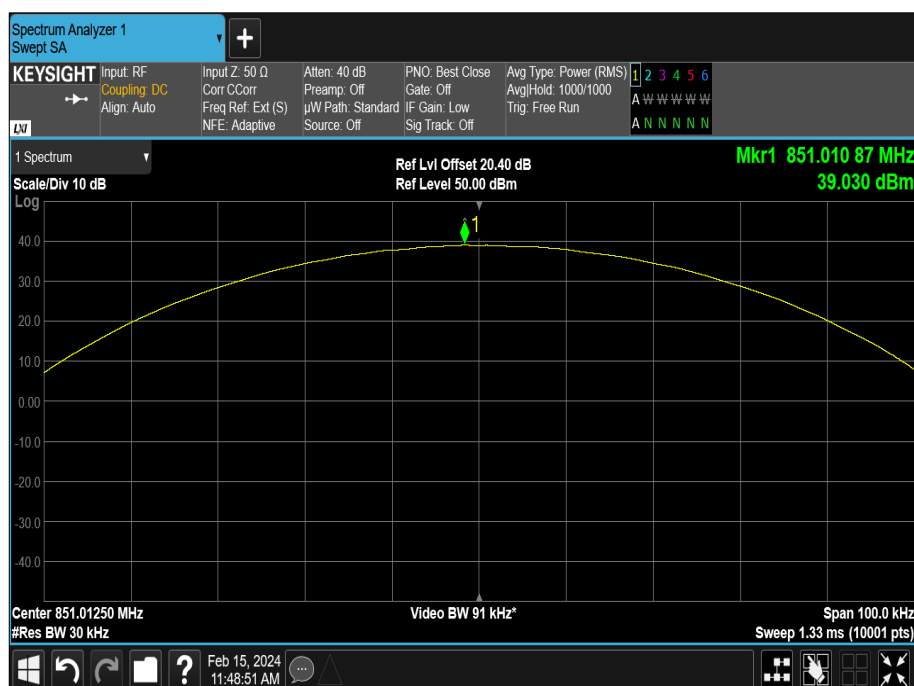 Spectrum Analyzer 1
Swept SA
+
KEYSIGHT
LXI
Input: RF
Coupling: DC
Align: Auto
Input Z: 50 Ω
Corr CCorr
Freq Ref: Ext (S)
NFE: Adaptive
Atten: 40 dB
Preamp: Off
µW Path: Standard
Source: Off
PNO: Best Close
Gate: Off
IF Gain: Low
Sig Track: Off
Avg Type: Power (RMS)
Avg|Hold: 1000/1000
Trig: Free Run
1 2 3 4 5 6
A W W W W W
A N N N N N
1 Spectrum
Scale/Div 10 dB
Log
Ref Lvl Offset 20.40 dB
Ref Level 50.00 dBm
Mkr1 851.010 87 MHz
39.030 dBm
1
40.0
30.0
20.0
10.0
0.00
-10.0
-20.0
-30.0
-40.0
Center 851.01250 MHz
#Res BW 30 kHz
Video BW 91 kHz*
Span 100.0 kHz
Sweep 1.33 ms (10001 pts)
?
Feb 15, 2024
11:48:51 AM